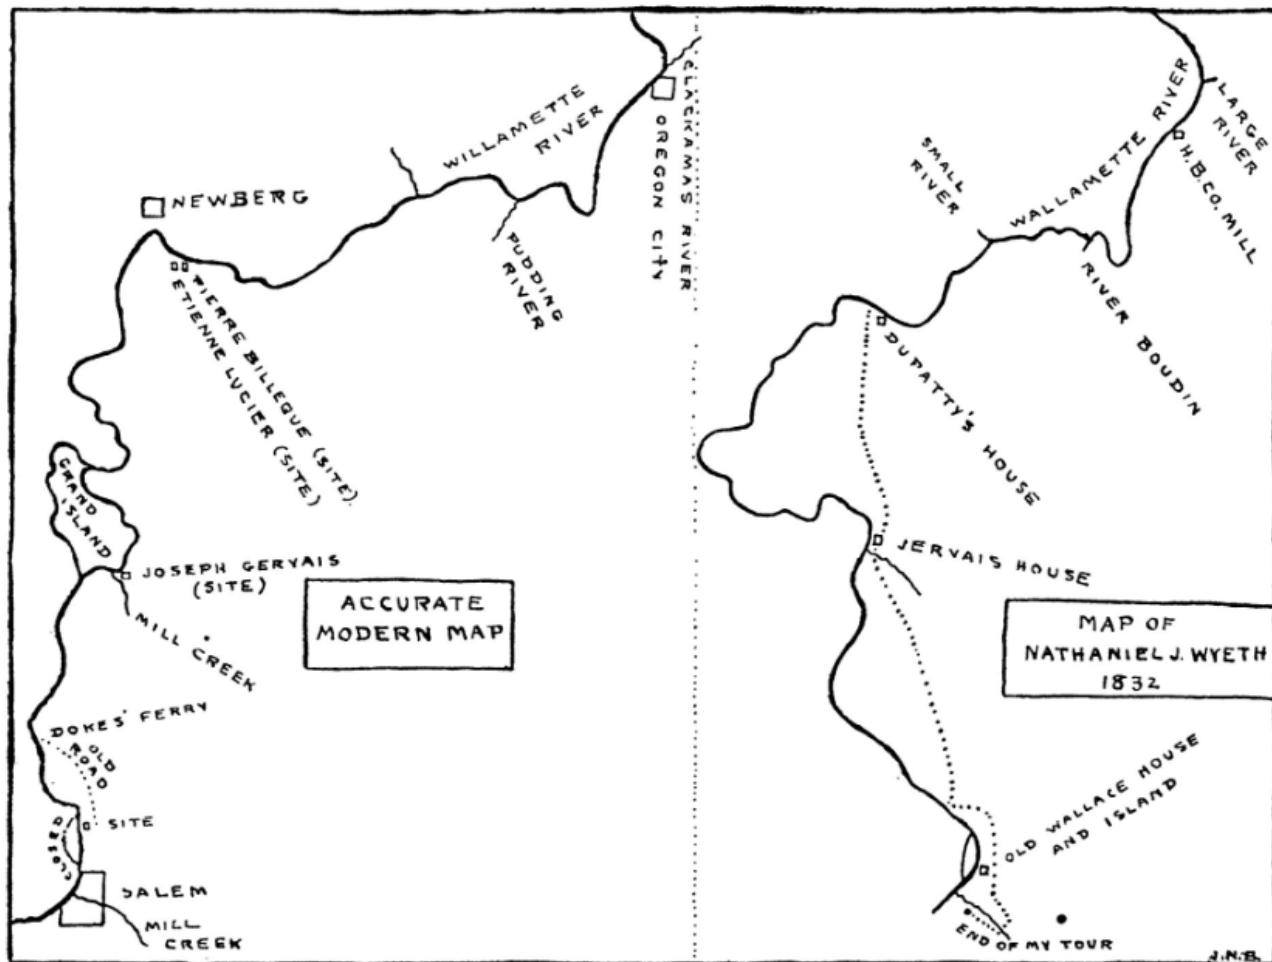 WILLAMETTE
RIVER
CLACKAMAS RIVER
OREGON CITY
NEWBERG
PUDDING
RIVER
PIERRE BILLEQUE (SITE).
ETIENNE LUCIER (SITE)
GRAND
ISLAND
JOSEPH GERVAIS
(SITE)
MILL CREEK
ACCURATE
MODERN MAP
DOKES' FERRY
OLD
ROAD
SITE
CLOSED
SALEM
MILL
CREEK
WALLAMETTE RIVER
LARGE
RIVER
H.B.CO. MILL
SMALL
RIVER
RIVER BOUDIN
DUPATTY'S HOUSE
JERVAIS HOUSE
MAP OF
NATHANIEL J. WYETH
1832
OLD WALLACE HOUSE
AND ISLAND
END OF MY TOUR
J.N.B.